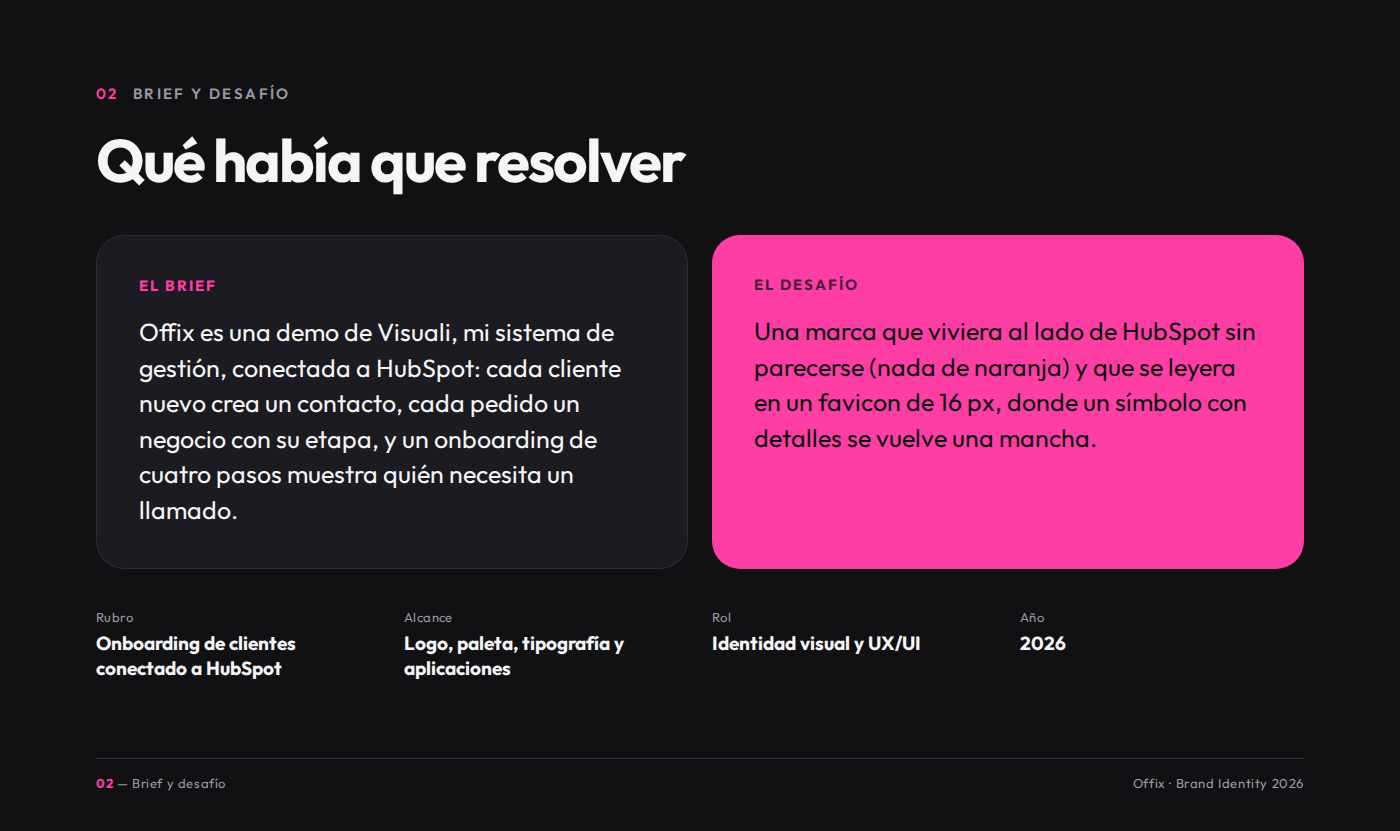 02 BRIEF Y DESAFÍO
Qué había que resolver
EL BRIEF
Offix es una demo de Visuali, mi sistema de
gestión, conectada a HubSpot: cada cliente
nuevo crea un contacto, cada pedido un
negocio con su etapa, y un onboarding de
cuatro pasos muestra quién necesita un
llamado.
EL DESAFÍO
Una marca que viviera al lado de HubSpot sin
parecerse (nada de naranja) y que se leyera
en un favicon de 16 px, donde un símbolo con
detalles se vuelve una mancha.
Rubro
Onboarding de clientes
conectado a HubSpot
Alcance
Logo, paleta, tipografía y
aplicaciones
Rol
Identidad visual y UX/UI
Año
2026
02 — Brief y desafío
Offix · Brand Identity 2026